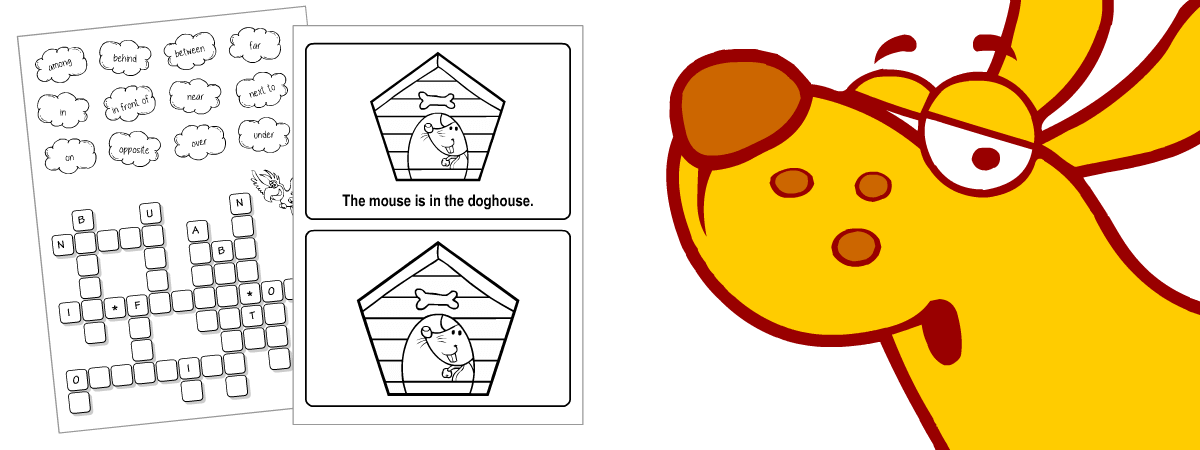 among behind between far
in in front of near next to
on opposite over under
N
B U
A
N B
I * F * O
T
O I
The mouse is in the doghouse.